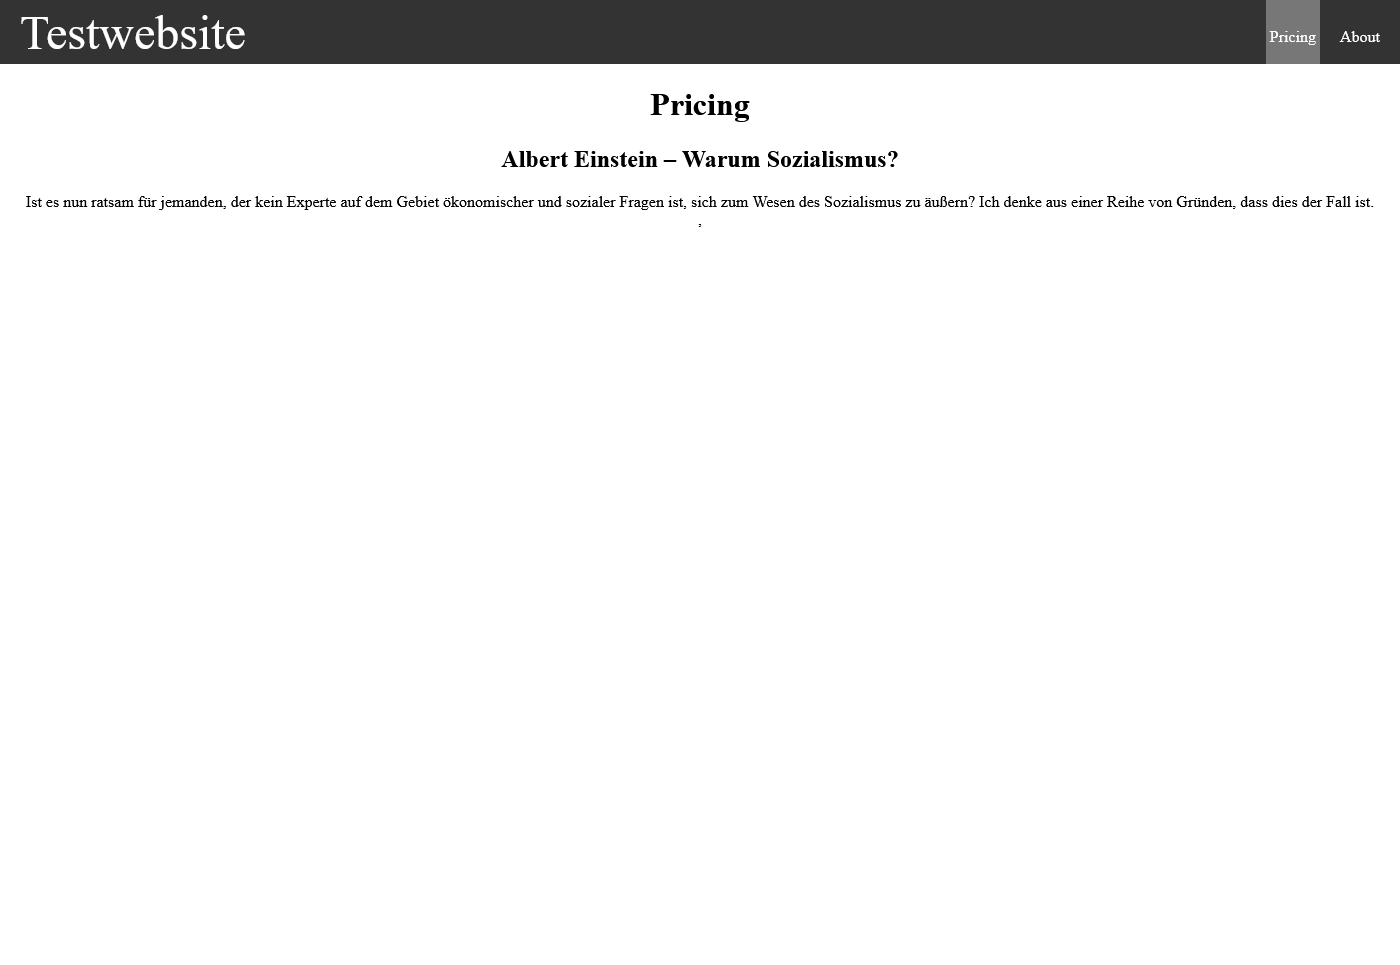 Testwebsite
Pricing
About
Pricing
Albert Einstein – Warum Sozialismus?
Ist es nun ratsam für jemanden, der kein Experte auf dem Gebiet ökonomischer und sozialer Fragen ist, sich zum Wesen des Sozialismus zu äußern? Ich denke aus einer Reihe von Gründen, dass dies der Fall ist.
,